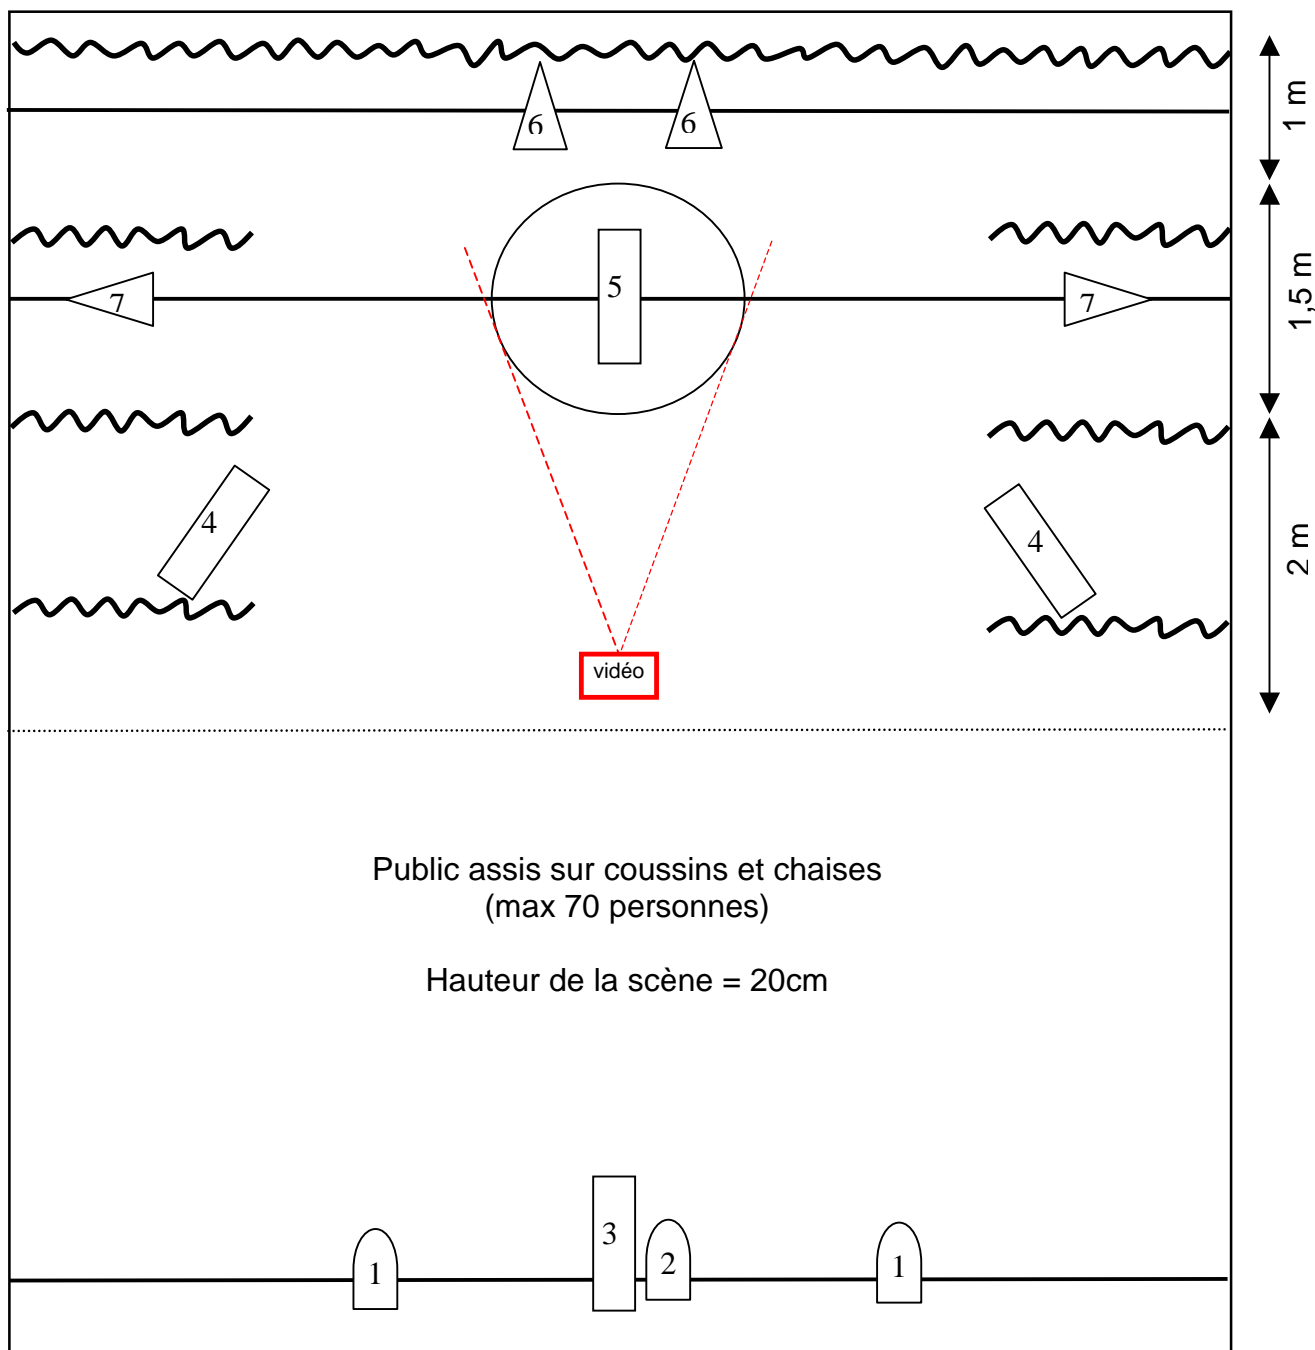 6 6
1 m
5
7 7
1,5 m
4 4
2 m
vidéo
Public assis sur coussins et chaises
(max 70 personnes)
Hauteur de la scène = 20cm
3
1 2 1